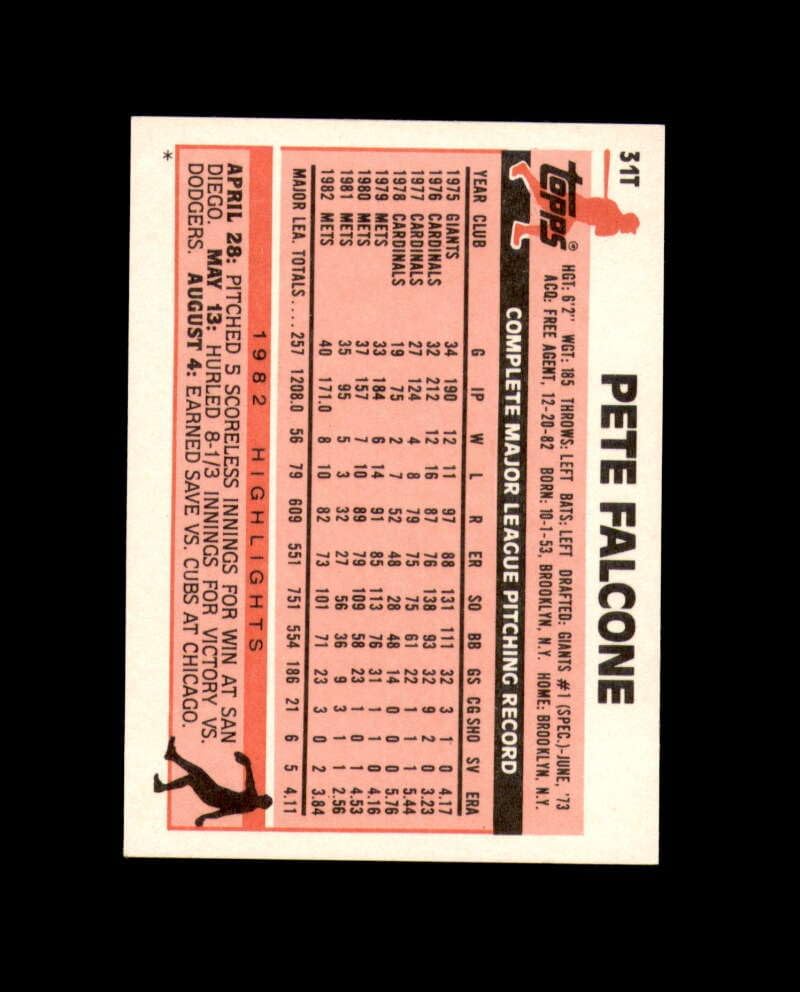 31T
PETE FALCONE
TOPPS®
HGT: 6'2" WGT: 185 THROWS: LEFT BATS: LEFT DRAFTED: GIANTS #1 (SPEC.)-JUNE, '73
ACQ: FREE AGENT, 12-20-82 BORN: 10-1-53, BROOKLYN, N.Y. HOME: BROOKLYN, N.Y.
COMPLETE MAJOR LEAGUE PITCHING RECORD
YEAR CLUB G IP W L R ER SO BB GS CG SHO SV ERA
1975 GIANTS 34 190 12 11 97 88 131 111 32 3 1 0 4.17
1976 CARDINALS 32 212 12 16 87 76 138 93 32 9 2 0 3.23
1977 CARDINALS 27 124 4 8 79 75 75 61 22 1 1 1 5.44
1978 CARDINALS 19 75 2 7 52 48 28 48 14 0 0 0 5.76
1979 METS 33 184 6 14 91 85 113 76 31 1 1 0 4.16
1980 METS 37 157 7 10 89 79 109 58 23 1 0 1 4.53
1981 METS 35 95 5 3 32 27 56 36 9 3 1 1 2.56
1982 METS 40 171.0 8 10 82 73 101 71 23 3 0 2 3.84
MAJOR LEA. TOTALS .... 257 1208.0 56 79 609 551 751 554 186 21 6 5 4.11
1982 HIGHLIGHTS
APRIL 28: PITCHED 5 SCORELESS INNINGS FOR WIN AT SAN
DIEGO. MAY 13: HURLED 8-1/3 INNINGS FOR VICTORY VS.
DODGERS. AUGUST 4: EARNED SAVE VS. CUBS AT CHICAGO.
*